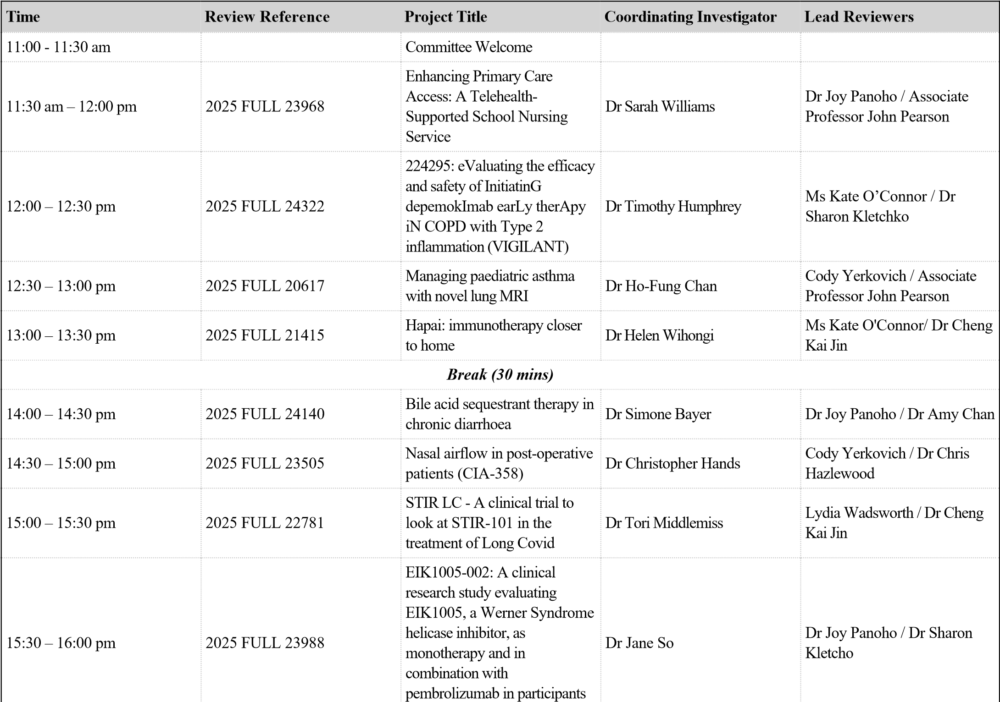 Time Review Reference Project Title Coordinating Investigator Lead Reviewers
11:00 - 11:30 am Committee Welcome
11:30 am – 12:00 pm 2025 FULL 23968 Enhancing Primary Care
Access: A Telehealth-
Supported School Nursing
Service Dr Sarah Williams Dr Joy Panoho / Associate
Professor John Pearson
12:00 – 12:30 pm 2025 FULL 24322 224295: eValuating the efficacy
and safety of InitiatinG
depemokImab earLy therApy
iN COPD with Type 2
inflammation (VIGILANT) Dr Timothy Humphrey Ms Kate O’Connor / Dr
Sharon Kletchko
12:30 – 13:00 pm 2025 FULL 20617 Managing paediatric asthma
with novel lung MRI Dr Ho-Fung Chan Cody Yerkovich / Associate
Professor John Pearson
13:00 – 13:30 pm 2025 FULL 21415 Hapai: immunotherapy closer
to home Dr Helen Wihongi Ms Kate O'Connor/ Dr Cheng
Kai Jin
Break (30 mins)
14:00 – 14:30 pm 2025 FULL 24140 Bile acid sequestrant therapy in
chronic diarrhoea Dr Simone Bayer Dr Joy Panoho / Dr Amy Chan
14:30 – 15:00 pm 2025 FULL 23505 Nasal airflow in post-operative
patients (CIA-358) Dr Christopher Hands Cody Yerkovich / Dr Chris
Hazlewood
15:00 – 15:30 pm 2025 FULL 22781 STIR LC - A clinical trial to
look at STIR-101 in the
treatment of Long Covid Dr Tori Middlemiss Lydia Wadsworth / Dr Cheng
Kai Jin
15:30 – 16:00 pm 2025 FULL 23988 EIK1005-002: A clinical
research study evaluating
EIK1005, a Werner Syndrome
helicase inhibitor, as
monotherapy and in
combination with
pembrolizumab in participants Dr Jane So Dr Joy Panoho / Dr Sharon
Kletcho